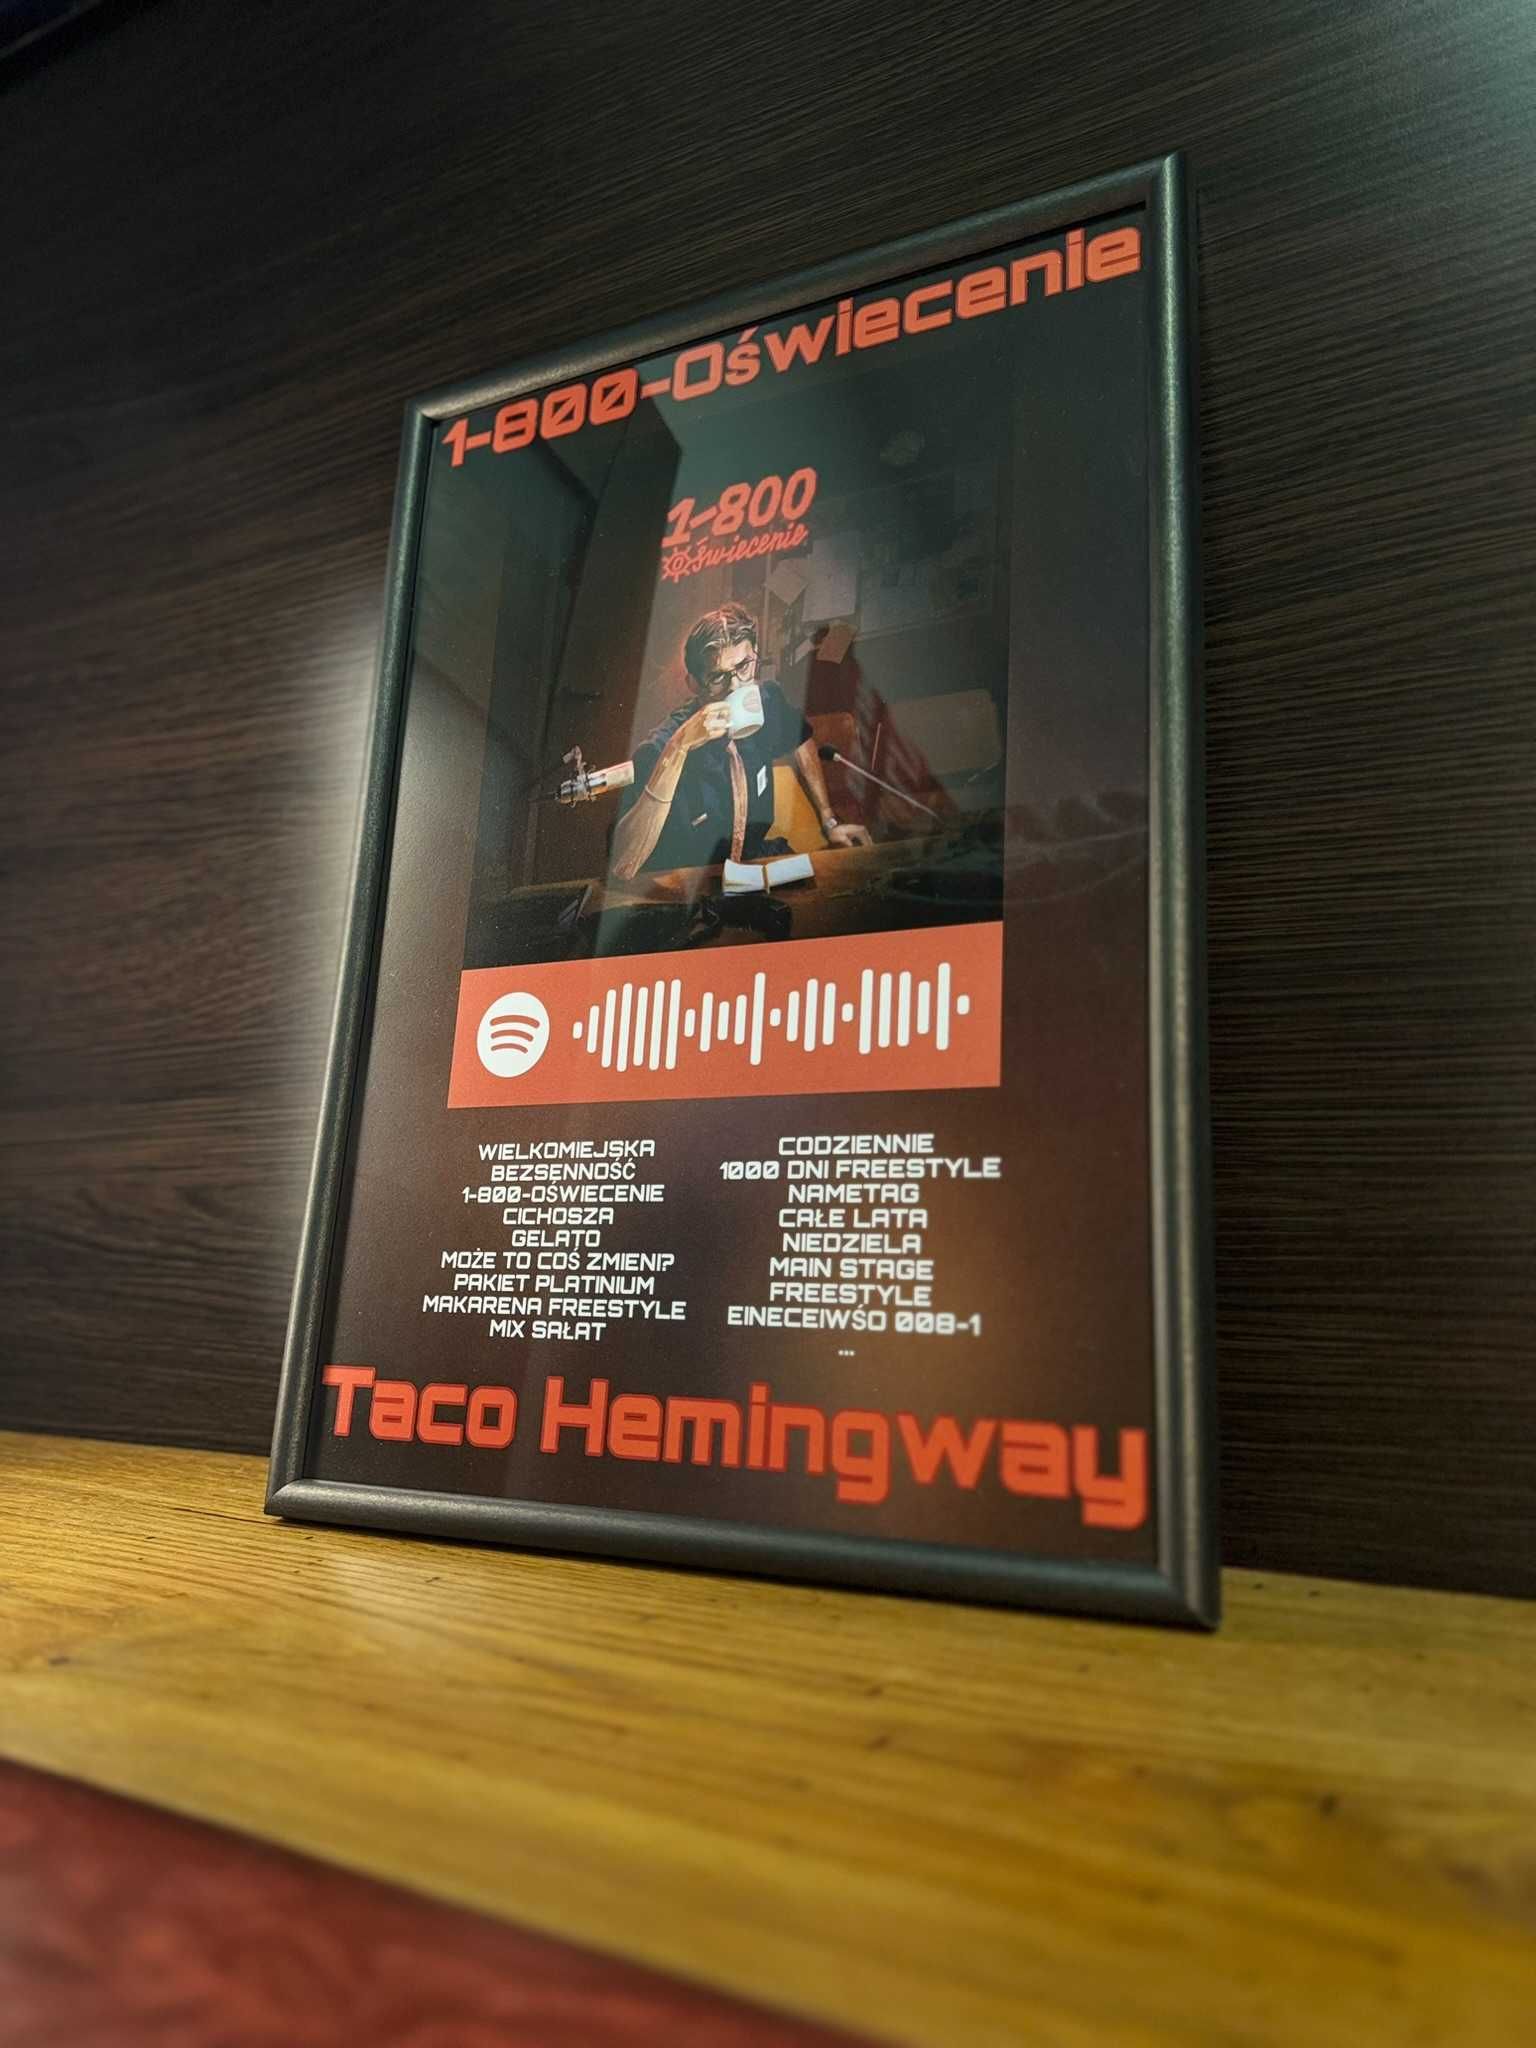 1-800-Oświecenie
1-800
Oświecenie
WIELKOMIEJSKA
BEZSENNOŚĆ
1-800-OŚWIECENIE
CICHOSZA
GELATO
MOŻE TO COŚ ZMIENI?
PAKIET PLATINIUM
MAKARENA FREESTYLE
MIX SAŁAT
CODZIENNIE
1000 DNI FREESTYLE
NAMETAG
CAŁE LATA
NIEDZIELA
MAIN STAGE
FREESTYLE
EINECEIWŚO 008-1
...
Taco Hemingway